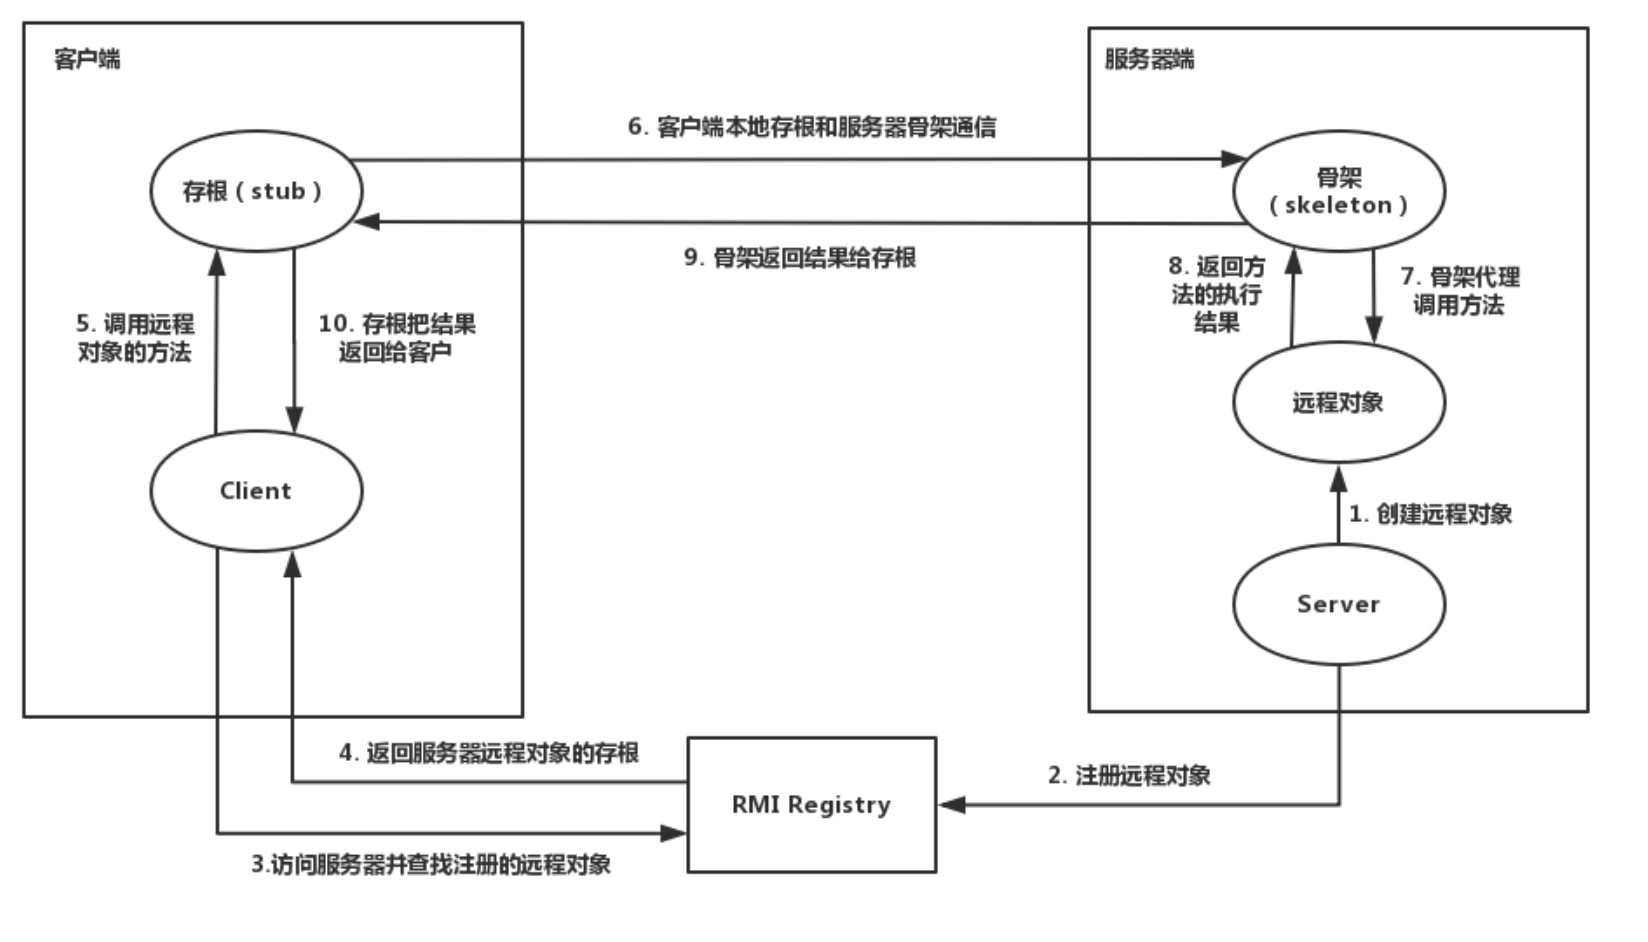 客户端
服务器端
6. 客户端本地存根和服务器骨架通信
存根（stub）
骨架
（skeleton）
9. 骨架返回结果给存根
8. 返回方
法的执行
结果
7. 骨架代理
调用方法
5. 调用远程
对象的方法
10. 存根把结果
返回给客户
远程对象
Client
1. 创建远程对象
Server
4. 返回服务器远程对象的存根
2. 注册远程对象
RMI Registry
3.访问服务器并查找注册的远程对象